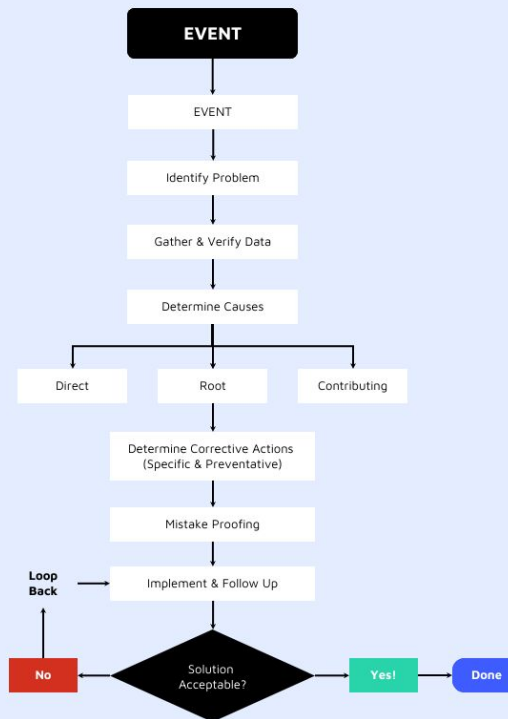 EVENT
EVENT
Identify Problem
Gather & Verify Data
Determine Causes
Direct
Root
Contributing
Determine Corrective Actions
(Specific & Preventative)
Mistake Proofing
Implement & Follow Up
Loop
Back
Solution
Acceptable?
No
Yes!
Done